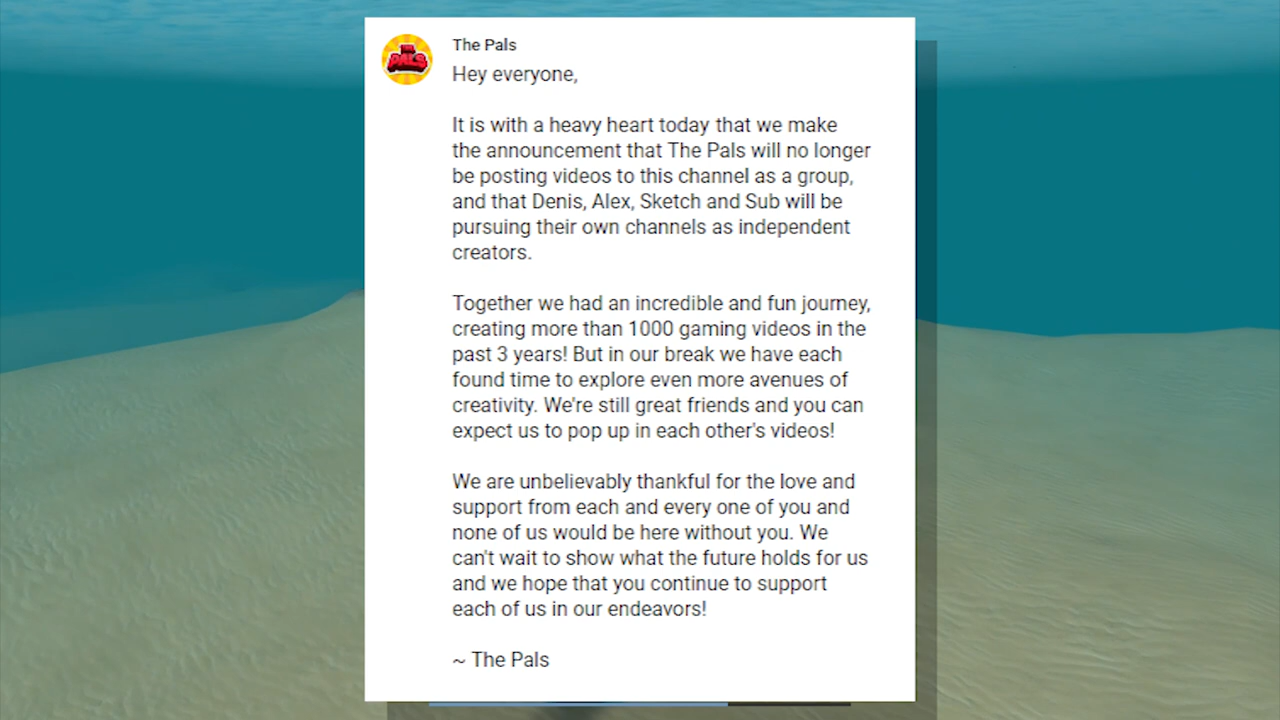 THE
PALS
The Pals
Hey everyone,
It is with a heavy heart today that we make
the announcement that The Pals will no longer
be posting videos to this channel as a group,
and that Denis, Alex, Sketch and Sub will be
pursuing their own channels as independent
creators.
Together we had an incredible and fun journey,
creating more than 1000 gaming videos in the
past 3 years! But in our break we have each
found time to explore even more avenues of
creativity. We're still great friends and you can
expect us to pop up in each other's videos!
We are unbelievably thankful for the love and
support from each and every one of you and
none of us would be here without you. We
can't wait to show what the future holds for us
and we hope that you continue to support
each of us in our endeavors!
~ The Pals